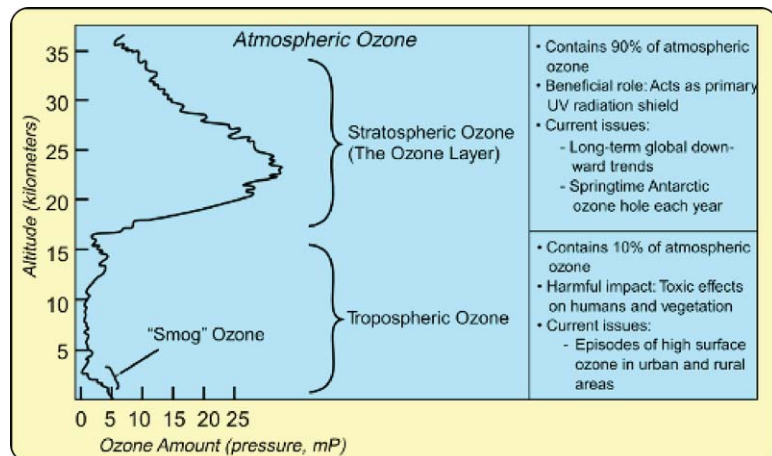 Atmospheric Ozone
35
30
25
20
15
10
5
Altitude (kilometers)
Stratospheric Ozone
(The Ozone Layer)
Tropospheric Ozone
"Smog" Ozone
0 5 10 15 20 25
Ozone Amount (pressure, mP)
• Contains 90% of atmospheric
ozone
• Beneficial role: Acts as primary
UV radiation shield
• Current issues:
- Long-term global down-
ward trends
- Springtime Antarctic
ozone hole each year
• Contains 10% of atmospheric
ozone
• Harmful impact: Toxic effects
on humans and vegetation
• Current issues:
- Episodes of high surface
ozone in urban and rural
areas